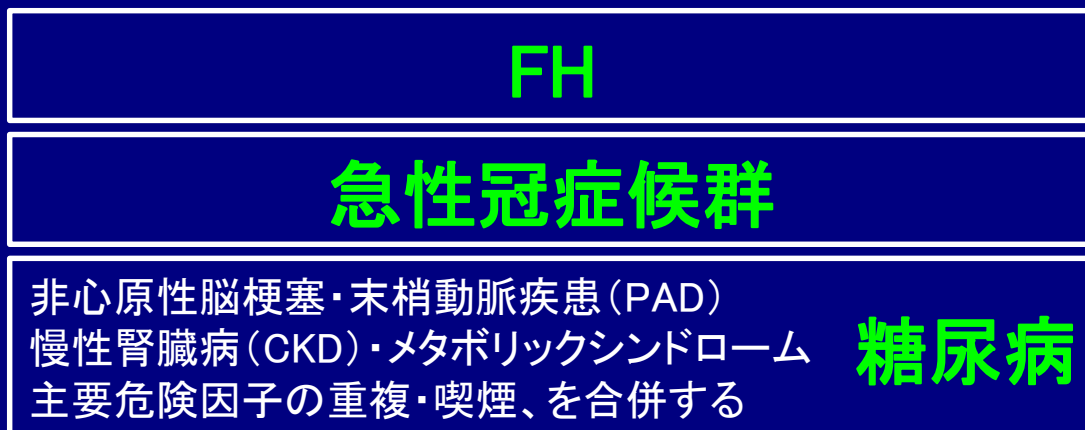 FH
急性冠症候群
非心原性脳梗塞・末梢動脈疾患（PAD）
慢性腎臓病（CKD）・メタボリックシンドローム
主要危険因子の重複・喫煙、を合併する
糖尿病